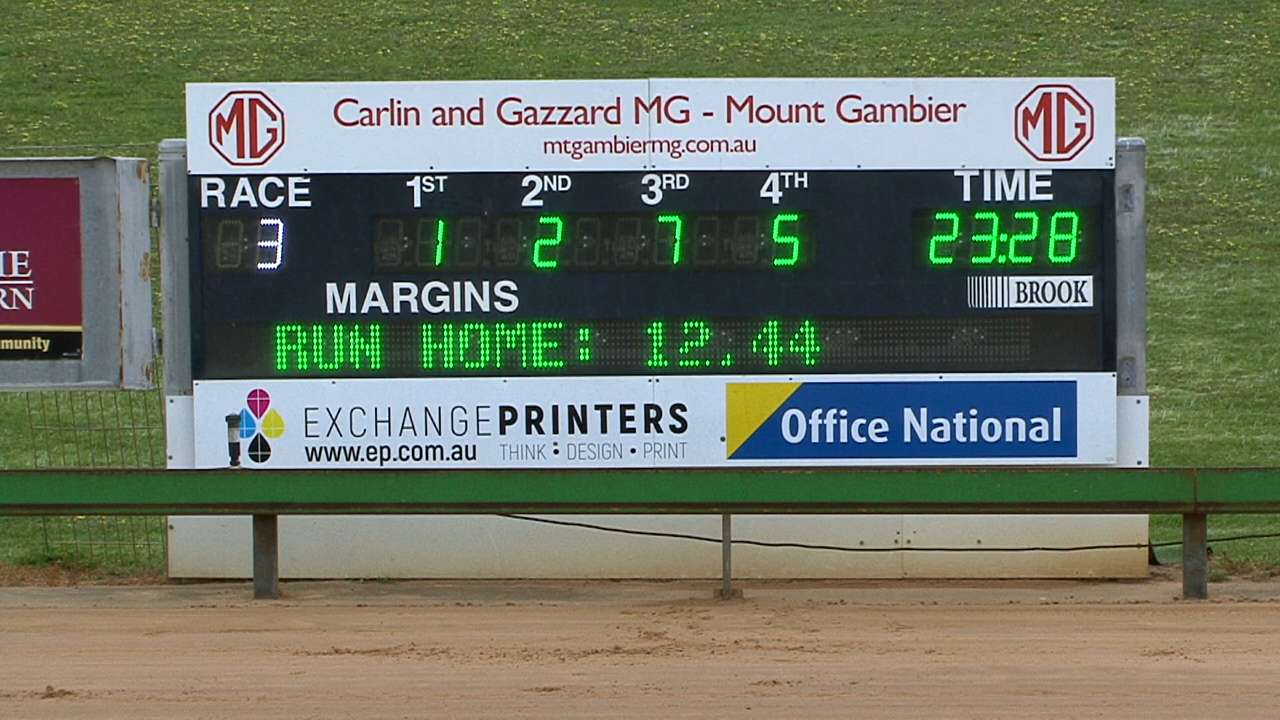 MG Carlin and Gazzard MG - Mount Gambier MG
mtgambiermg.com.au
RACE 1ST 2ND 3RD 4TH TIME
3 1 2 7 5 23:28
MARGINS BROOK
RUN HOME: 12.44
EXCHANGEPRINTERS
www.ep.com.au THINK : DESIGN • PRINT
Office National